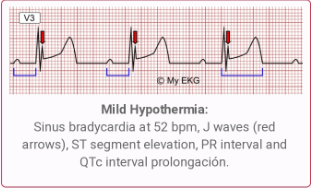 V3
© My EKG
Mild Hypothermia:
Sinus bradycardia at 52 bpm, J waves (red
arrows), ST segment elevation, PR interval and
QTc interval prolongación.